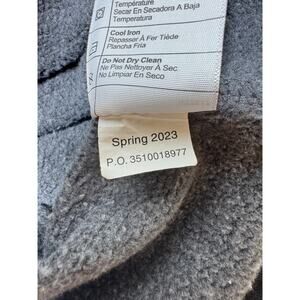 Température
Secar En Secadora A Baja
Temperatura
Cool Iron
Repasser À Fer Tiède
Plancha Fría
Do Not Dry Clean
Ne Pas Nettoyer À Sec
No Limpiar En Seco
Spring 2023
P.O. 3510018977